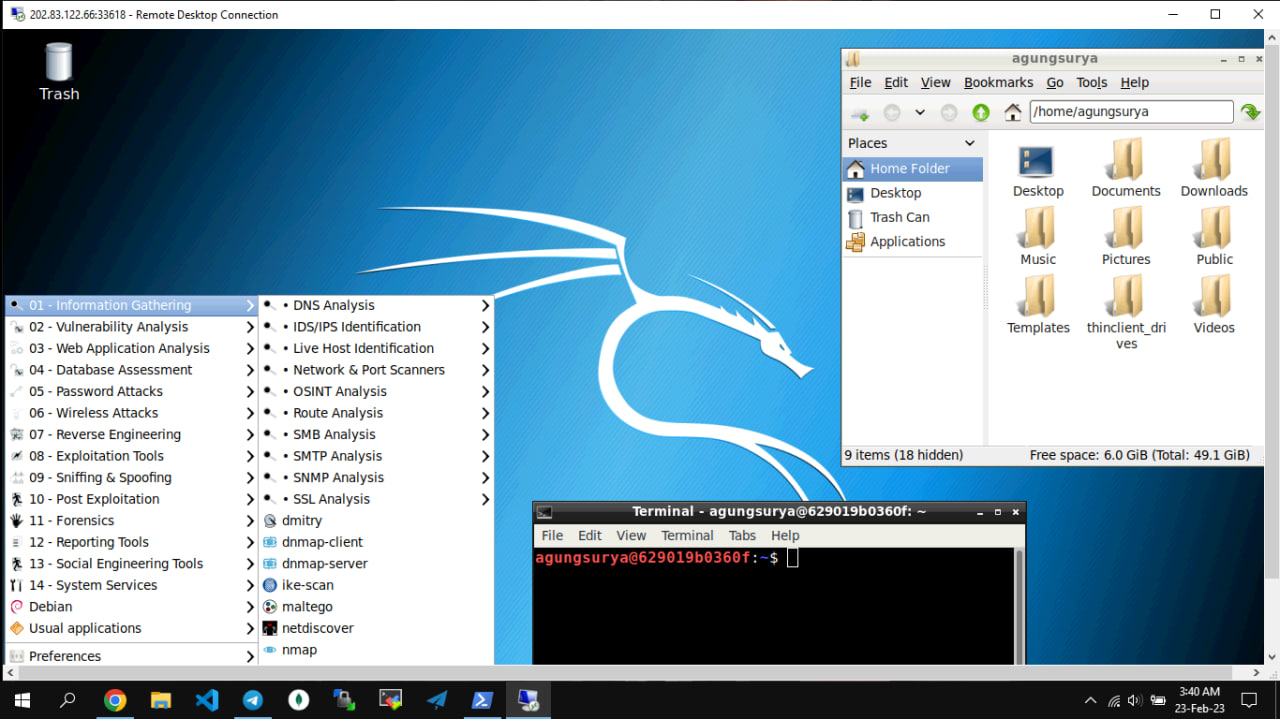 202.83.122.66:33618 - Remote Desktop Connection
Trash
agungsurya
File Edit View Bookmarks Go Tools Help
/home/agungsurya
Places
Home Folder
Desktop
Trash Can
Applications
Desktop Documents Downloads
Music Pictures Public
Templates thinclient_dri
ves Videos
9 items (18 hidden) Free space: 6.0 GiB (Total: 49.1 GiB)
01 - Information Gathering
02 - Vulnerability Analysis
03 - Web Application Analysis
04 - Database Assessment
05 - Password Attacks
06 - Wireless Attacks
07 - Reverse Engineering
08 - Exploitation Tools
09 - Sniffing & Spoofing
10 - Post Exploitation
11 - Forensics
12 - Reporting Tools
13 - Social Engineering Tools
14 - System Services
Debian
Usual applications
Preferences
• DNS Analysis
• IDS/IPS Identification
• Live Host Identification
• Network & Port Scanners
• OSINT Analysis
• Route Analysis
• SMB Analysis
• SMTP Analysis
• SNMP Analysis
• SSL Analysis
dmitry
dnmap-client
dnmap-server
ike-scan
maltego
netdiscover
nmap
Terminal - agungsurya@629019b0360f: ~
File Edit View Terminal Tabs Help
agungsurya@629019b0360f:~$
3:40 AM
23-Feb-23